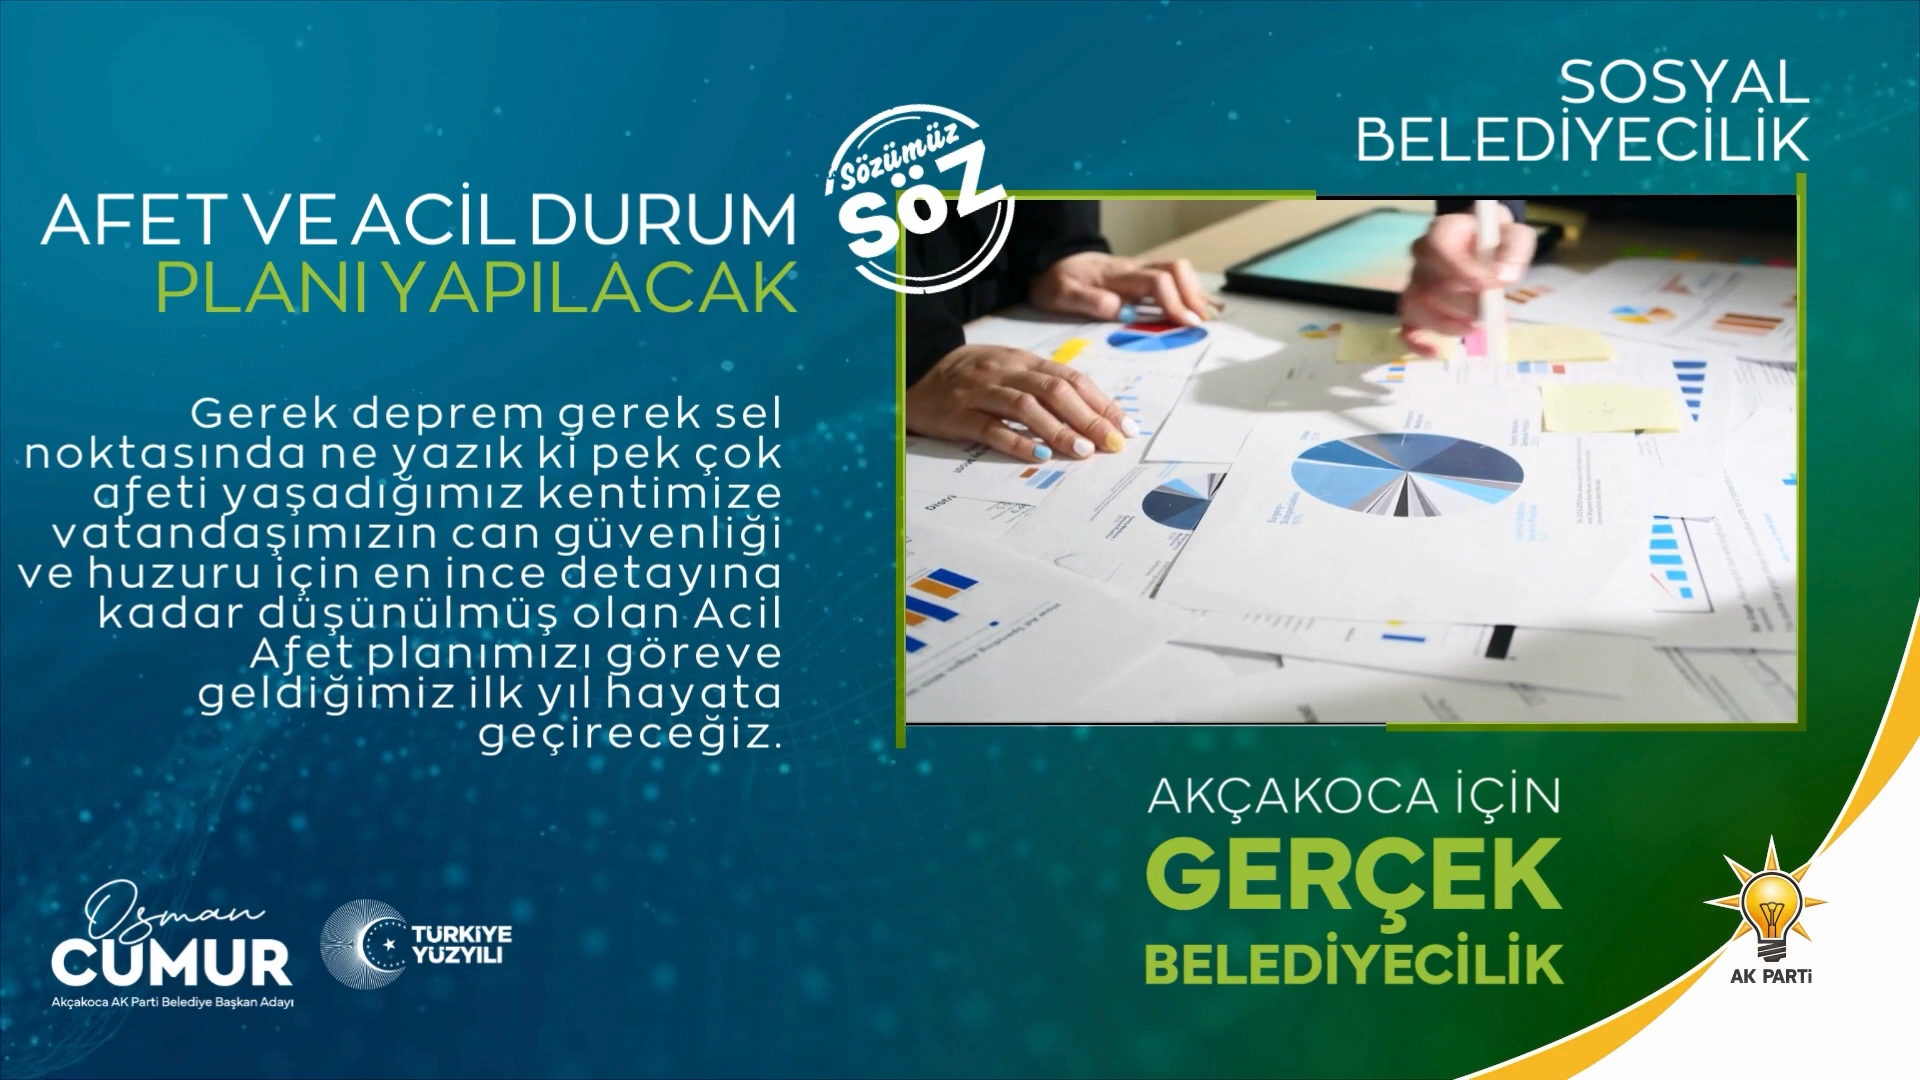 SOSYAL
BELEDİYECİLİK
Sözümüz
SÖZ
AFET VE ACİL DURUM
PLANI YAPILACAK
Gerek deprem gerek sel
noktasında ne yazık ki pek çok
afeti yaşadığımız kentimize
vatandaşımızın can güvenliği
ve huzuru için en ince detayına
kadar düşünülmüş olan Acil
Afet planımızı göreve
geldiğimiz ilk yıl hayata
geçireceğiz.
AKÇAKOCA İÇİN
GERÇEK
BELEDİYECİLİK
Osman
CUMUR
Akçakoca AK Parti Belediye Başkan Adayı
TÜRKİYE
YÜZYILI
AK PARTİ